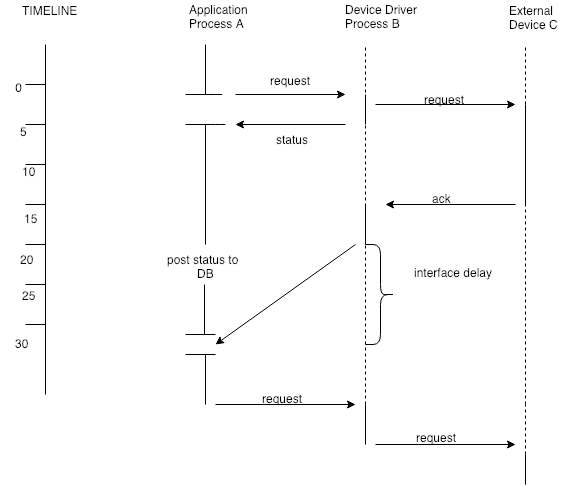 TIMELINE
Application
Process A
Device Driver
Process B
External
Device C
0
request
request
5
status
10
ack
15
post status to
DB
20
interface delay
25
30
request
request